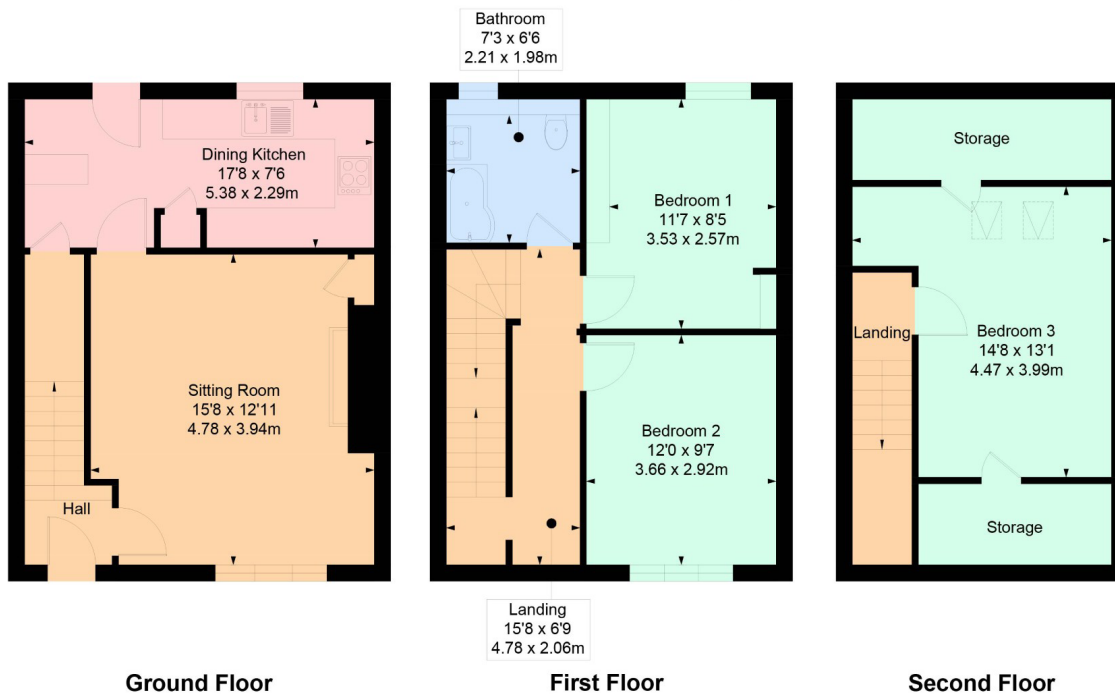 Dining Kitchen
17'8 x 7'6
5.38 x 2.29m
Sitting Room
15'8 x 12'11
4.78 x 3.94m
Hall
Ground Floor
Bathroom
7'3 x 6'6
2.21 x 1.98m
Bedroom 1
11'7 x 8'5
3.53 x 2.57m
Bedroom 2
12'0 x 9'7
3.66 x 2.92m
Landing
15'8 x 6'9
4.78 x 2.06m
First Floor
Storage
Landing
Bedroom 3
14'8 x 13'1
4.47 x 3.99m
Storage
Second Floor